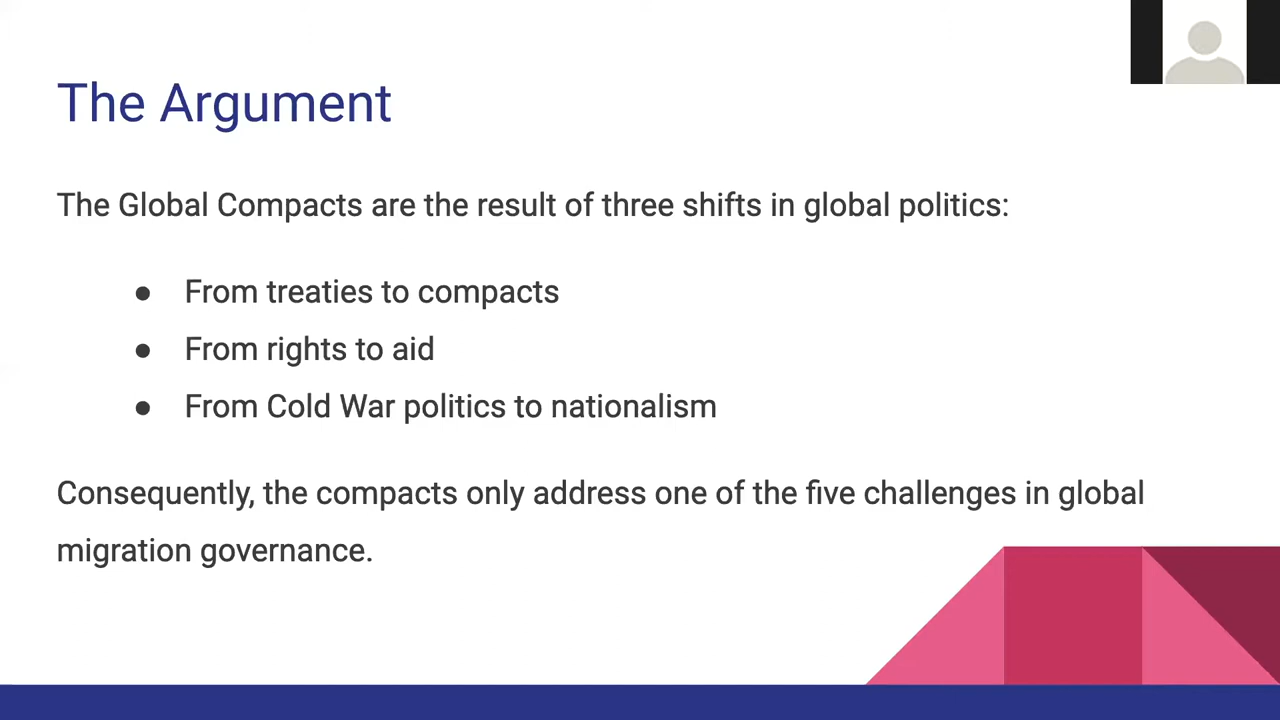 The Argument
The Global Compacts are the result of three shifts in global politics:
● From treaties to compacts
● From rights to aid
● From Cold War politics to nationalism
Consequently, the compacts only address one of the five challenges in global
migration governance.